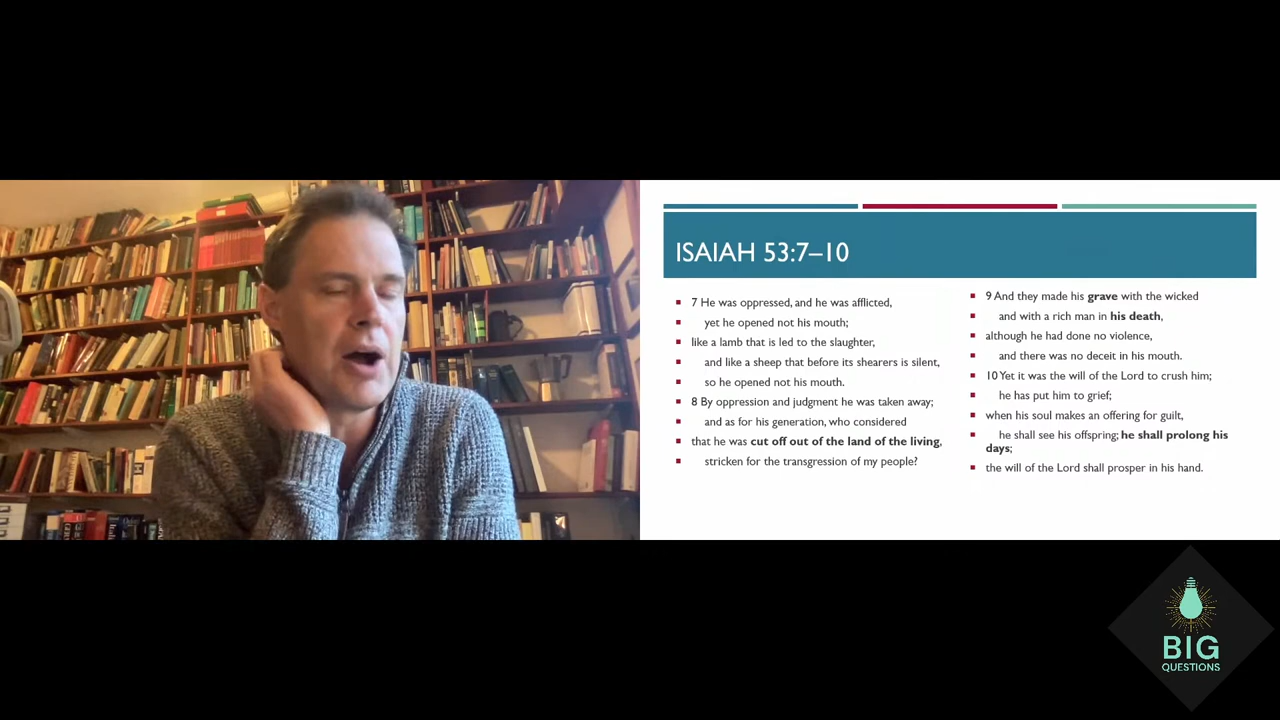 ISAIAH 53:7–10
7 He was oppressed, and he was afflicted,
yet he opened not his mouth;
like a lamb that is led to the slaughter,
and like a sheep that before its shearers is silent,
so he opened not his mouth.
8 By oppression and judgment he was taken away;
and as for his generation, who considered
that he was cut off out of the land of the living,
stricken for the transgression of my people?
9 And they made his grave with the wicked
and with a rich man in his death,
although he had done no violence,
and there was no deceit in his mouth.
10 Yet it was the will of the Lord to crush him;
he has put him to grief;
when his soul makes an offering for guilt,
he shall see his offspring; he shall prolong his
days;
the will of the Lord shall prosper in his hand.
BIG
QUESTIONS